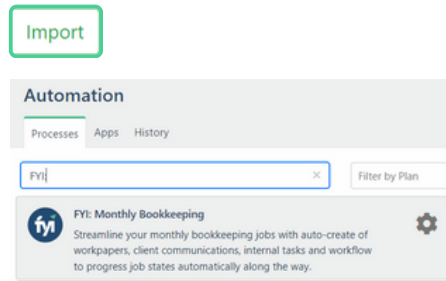 Import
Automation
Processes Apps History
FYI: Filter by Plan
fyi FYI: Monthly Bookkeeping
Streamline your monthly bookkeeping jobs with auto-create of
workpapers, client communications, internal tasks and workflow
to progress job states automatically along the way.